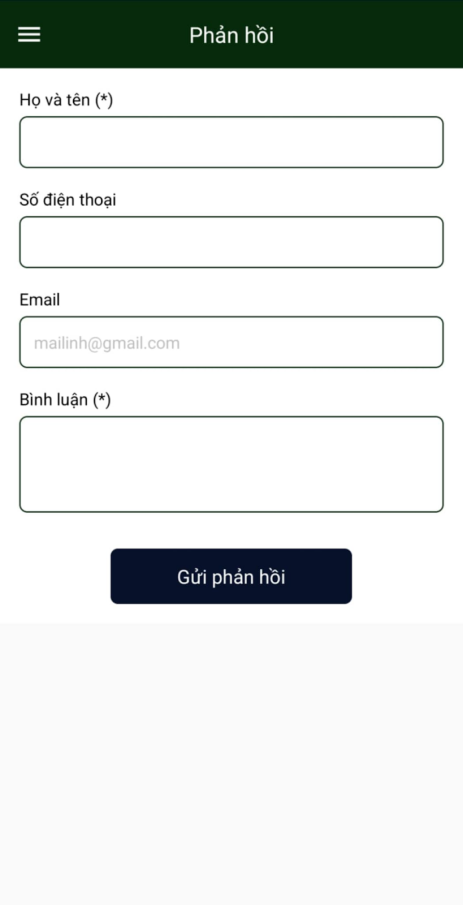 Phản hồi
Họ và tên (*)
Số điện thoại
Email
mailinh@gmail.com
Bình luận (*)
Gửi phản hồi